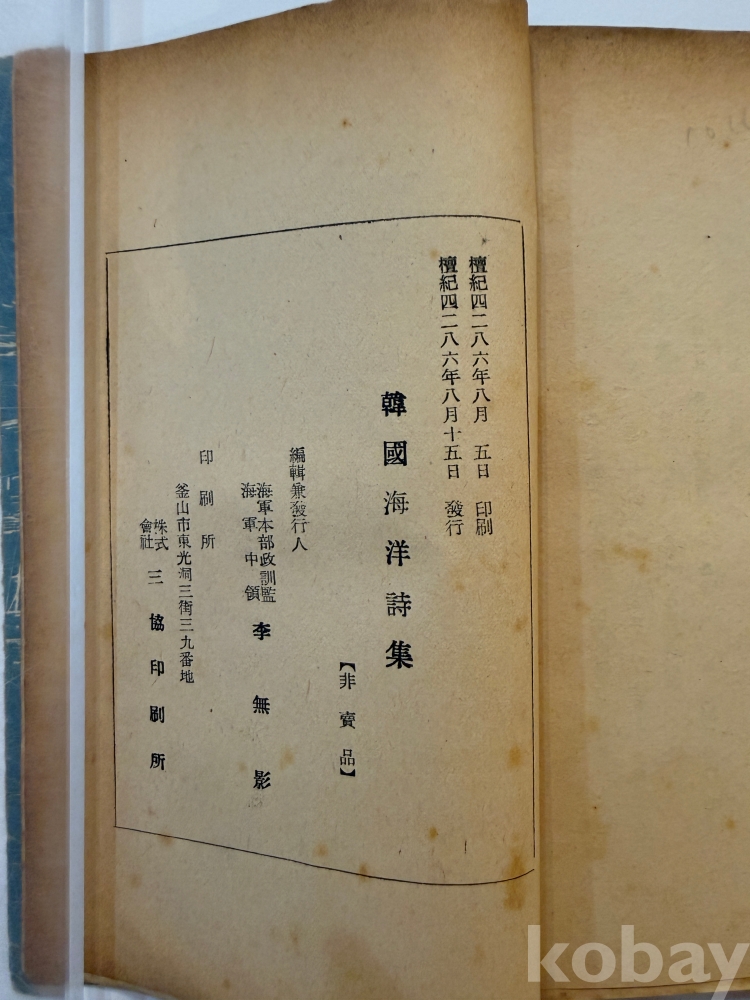 檀紀四二八六年八月 五日 印刷
檀紀四二八六年八月十五日 發行
韓國海洋詩集
【非賣品】
編輯兼發行人
海軍本部政訓監
海軍中領
李無影
印刷所
釜山市東光洞三街三九番地
株式
會社
三協印刷所
kobay